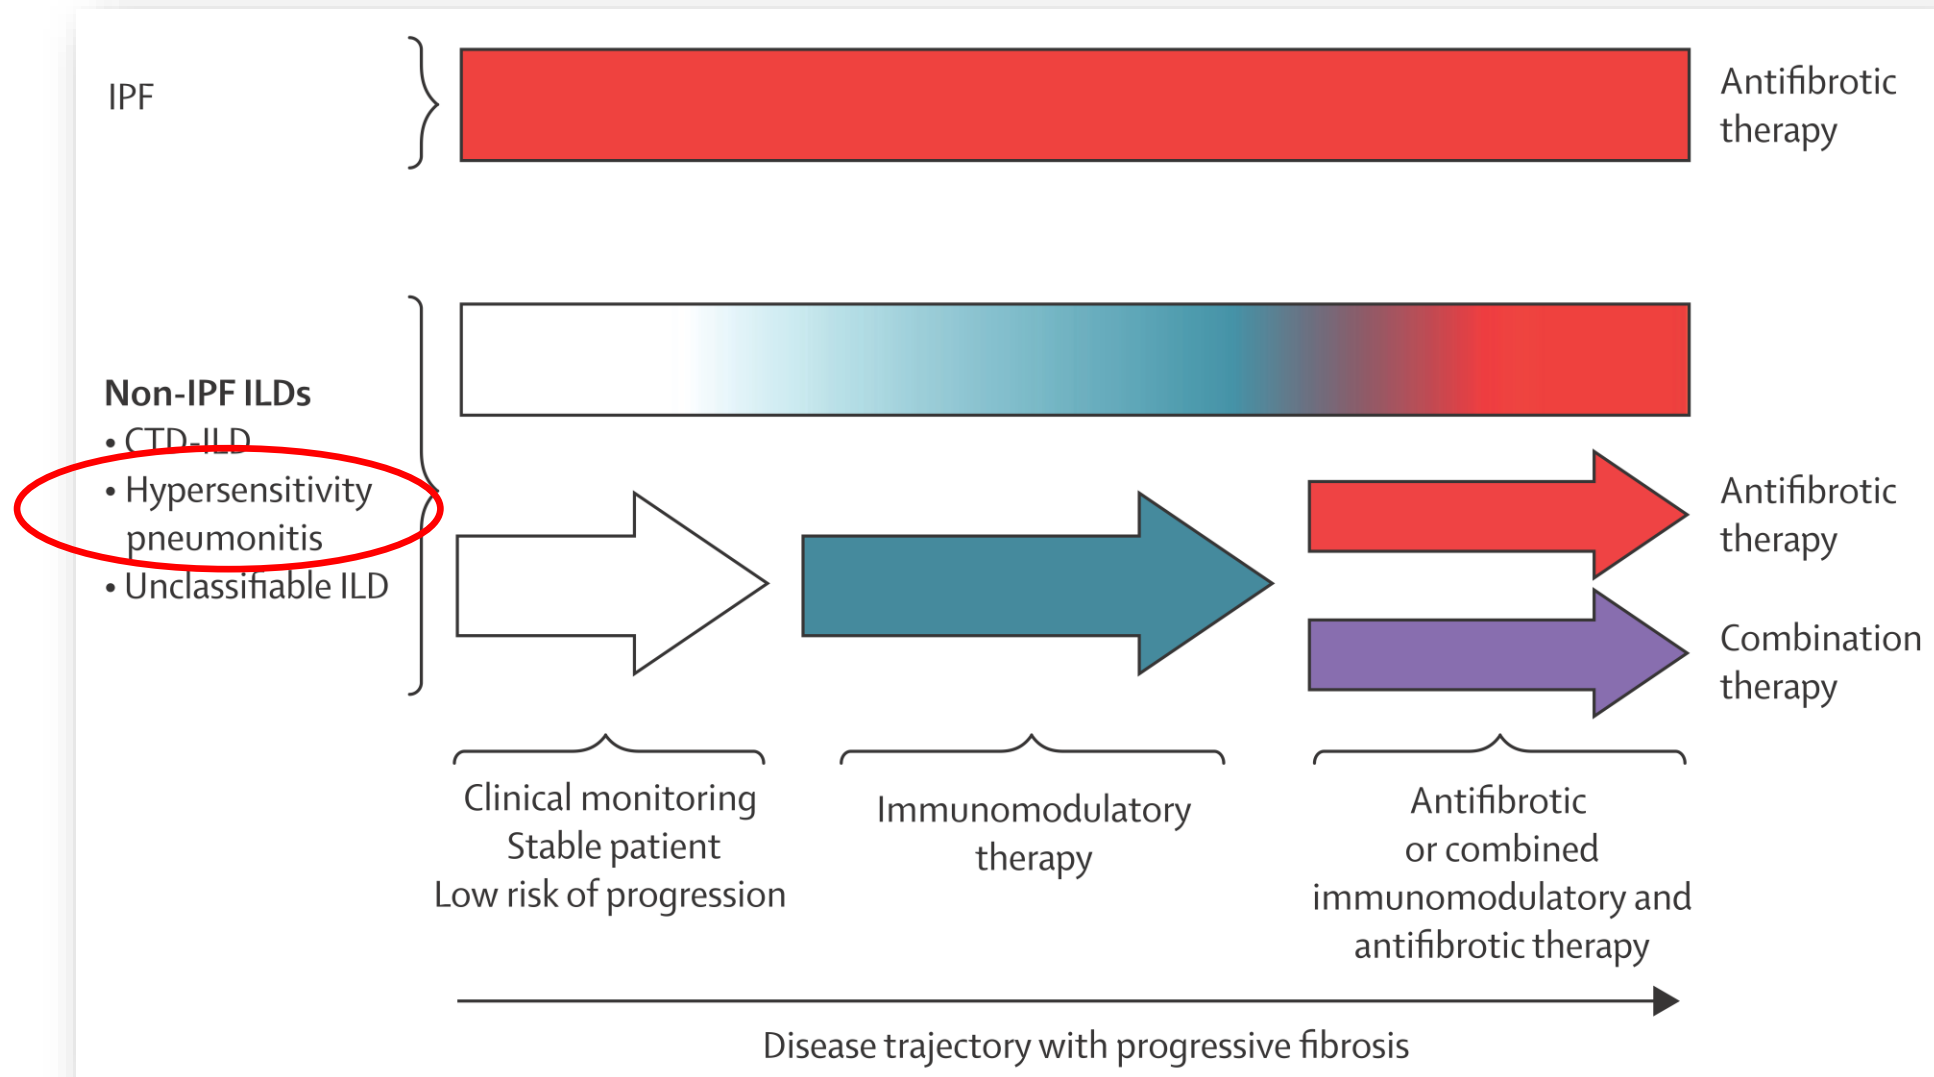 IPF
Antifibrotic
therapy
Non-IPF ILDs
• CTD-ILD
• Hypersensitivity
pneumonitis
• Unclassifiable ILD
Antifibrotic
therapy
Combination
therapy
Clinical monitoring
Stable patient
Low risk of progression
Immunomodulatory
therapy
Antifibrotic
or combined
immunomodulatory and
antifibrotic therapy
Disease trajectory with progressive fibrosis